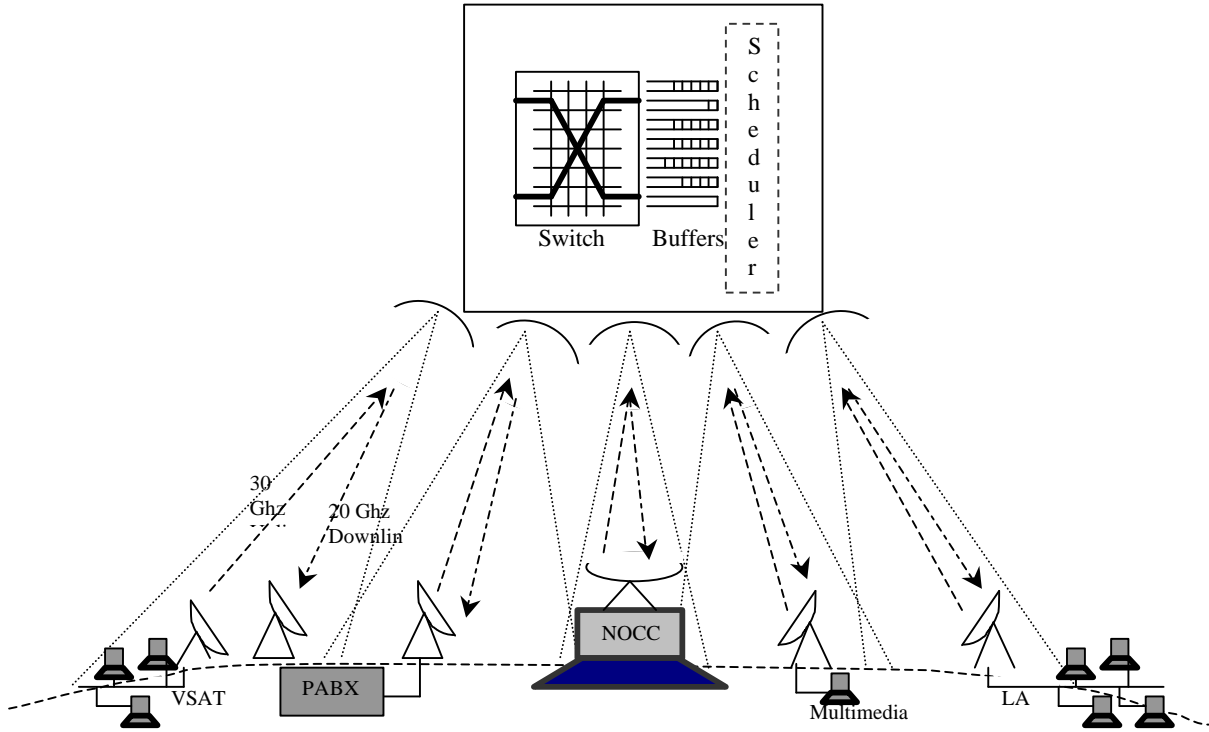 S
c
h
e
d
u
l
e
r
Switch
Buffers
30
Ghz
20 Ghz
Downlin
NOCC
PABX
VSAT
Multimedia
LA